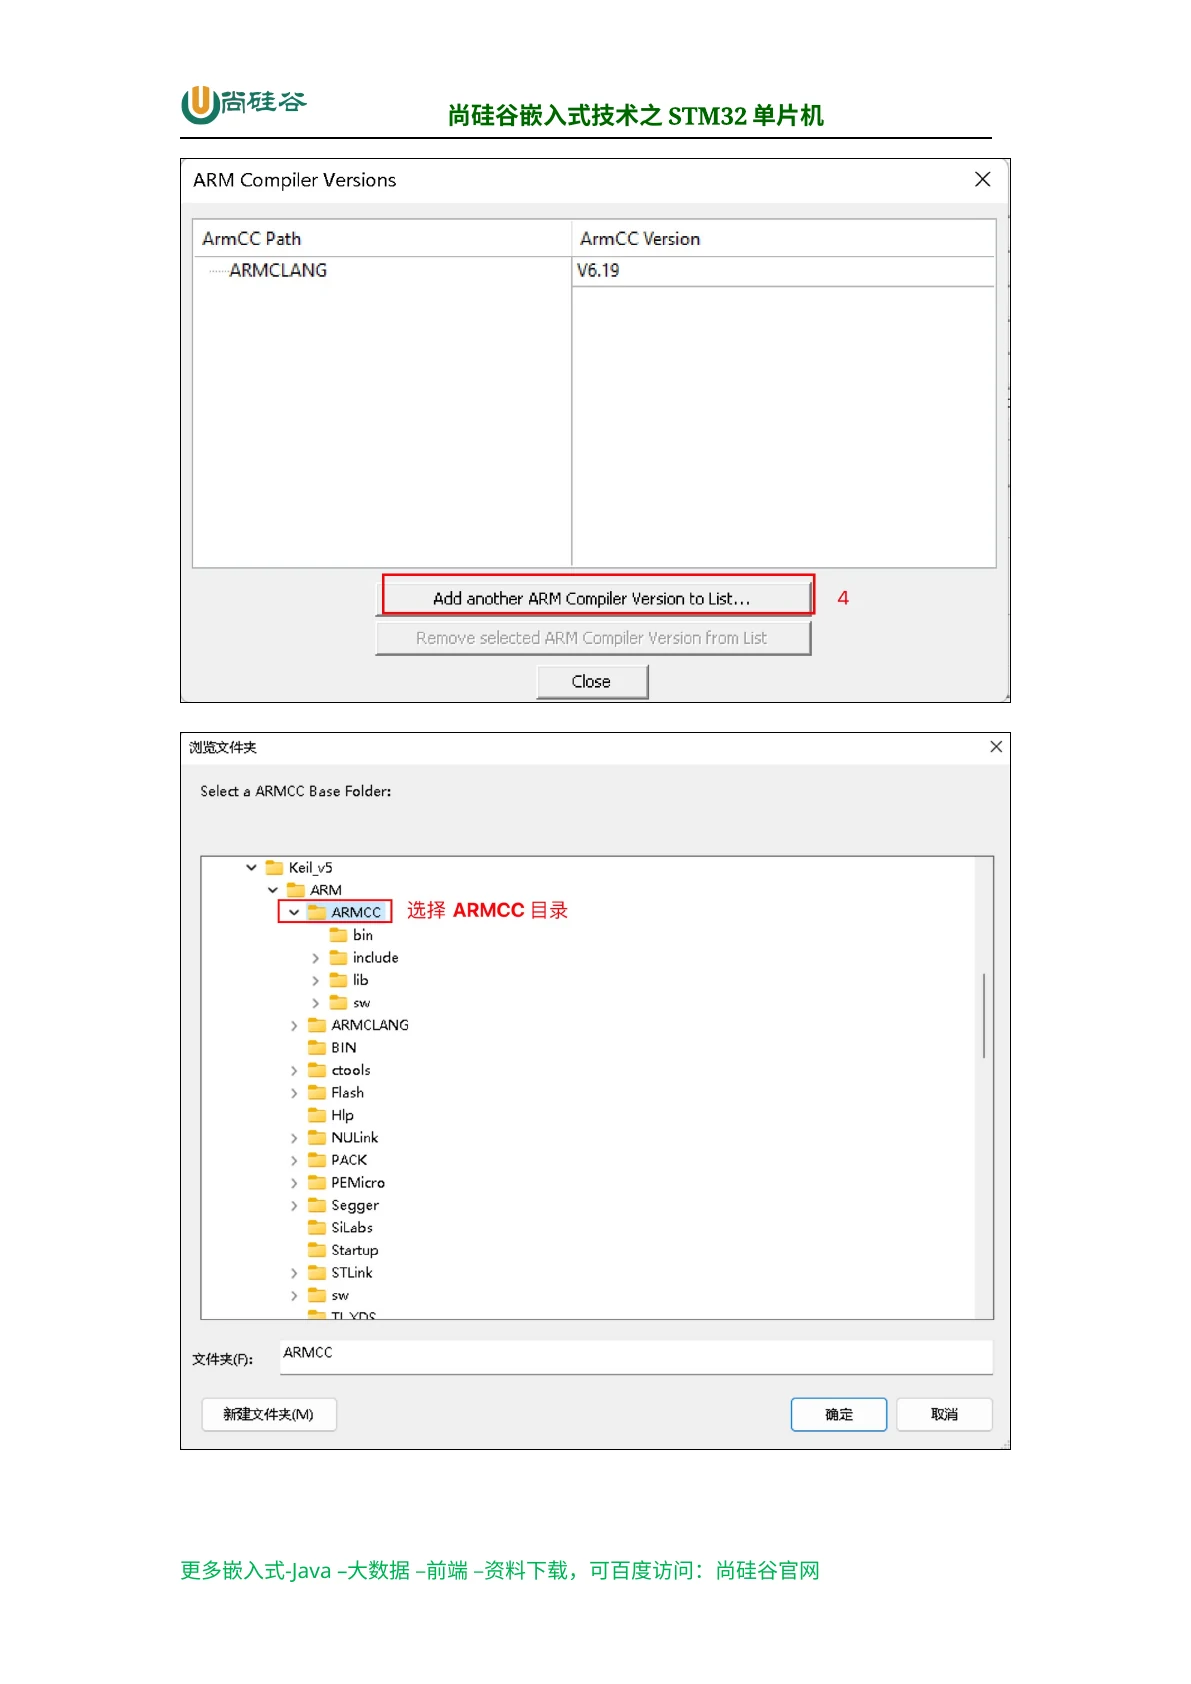 尚硅谷
尚硅谷嵌入式技术之 STM32 单片机
ARM Compiler Versions
ArmCC Path
ArmCC Version
ARMCLANG
V6.19
Add another ARM Compiler Version to List...
4
Remove selected ARM Compiler Version from List
Close
浏览文件夹
Select a ARMCC Base Folder:
Keil_v5
ARM
ARMCC
选择 ARMCC 目录
bin
include
lib
sw
ARMCLANG
BIN
ctools
Flash
Hlp
NULink
PACK
PEMicro
Segger
SiLabs
Startup
STLink
sw
文件夹(F):
ARMCC
新建文件夹(M)
确定
取消
更多嵌入式-Java –大数据 –前端 –资料下载，可百度访问：尚硅谷官网